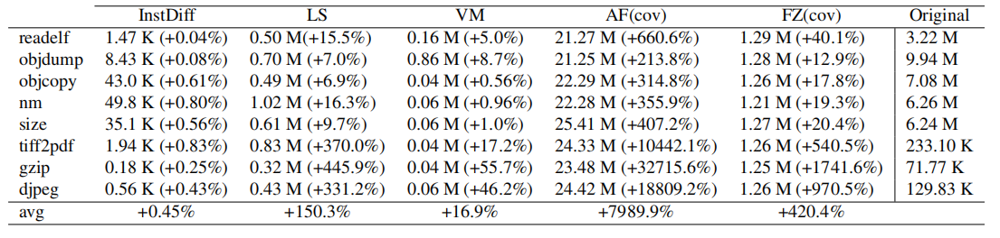 InstDiff LS VM AF(cov) FZ(cov) Original
readelf 1.47 K (+0.04%) 0.50 M(+15.5%) 0.16 M (+5.0%) 21.27 M (+660.6%) 1.29 M (+40.1%) 3.22 M
objdump 8.43 K (+0.08%) 0.70 M (+7.0%) 0.86 M (+8.7%) 21.25 M (+213.8%) 1.28 M (+12.9%) 9.94 M
objcopy 43.0 K (+0.61%) 0.49 M (+6.9%) 0.04 M (+0.56%) 22.29 M (+314.8%) 1.26 M (+17.8%) 7.08 M
nm 49.8 K (+0.80%) 1.02 M (+16.3%) 0.06 M (+0.96%) 22.28 M (+355.9%) 1.21 M (+19.3%) 6.26 M
size 35.1 K (+0.56%) 0.61 M (+9.7%) 0.06 M (+1.0%) 25.41 M (+407.2%) 1.27 M (+20.4%) 6.24 M
tiff2pdf 1.94 K (+0.83%) 0.83 M (+370.0%) 0.04 M (+17.2%) 24.33 M (+10442.1%) 1.26 M (+540.5%) 233.10 K
gzip 0.18 K (+0.25%) 0.32 M (+445.9%) 0.04 M (+55.7%) 23.48 M (+32715.6%) 1.25 M (+1741.6%) 71.77 K
djpeg 0.56 K (+0.43%) 0.43 M (+331.2%) 0.06 M (+46.2%) 24.42 M (+18809.2%) 1.26 M (+970.5%) 129.83 K
avg +0.45% +150.3% +16.9% +7989.9% +420.4%